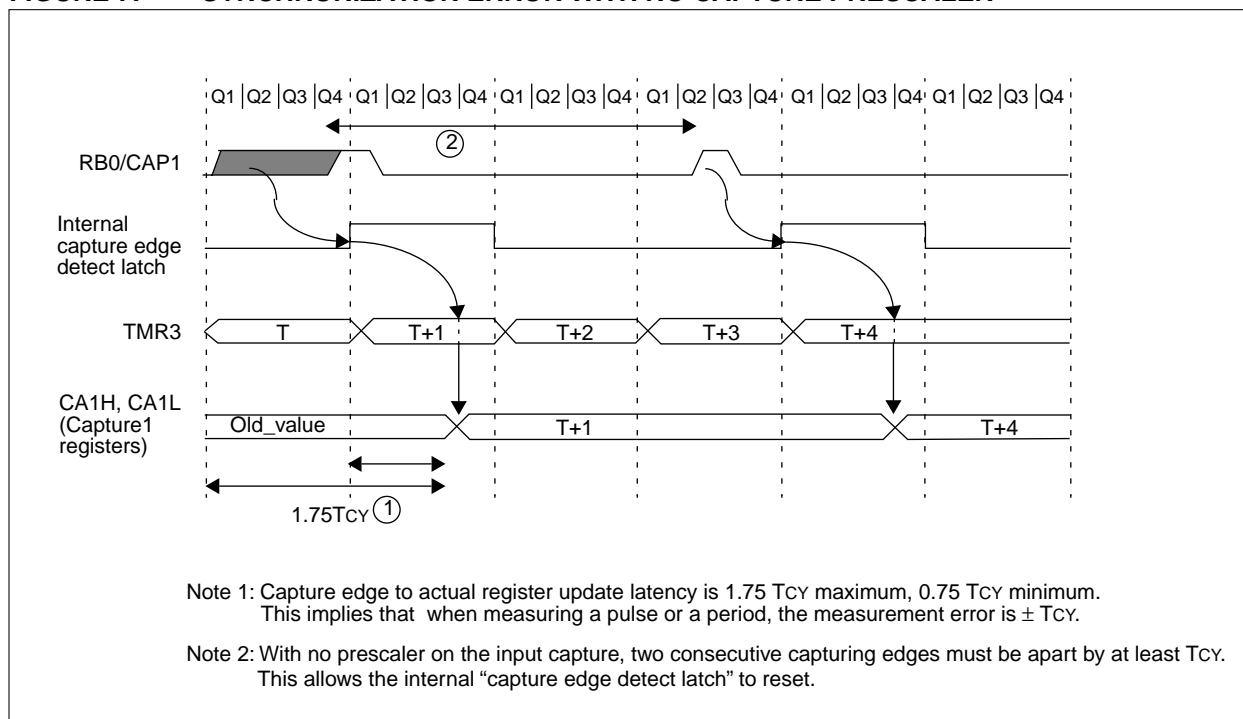 Q1 |Q2 |Q3 |Q4 Q1 |Q2 |Q3 |Q4 Q1 |Q2 |Q3 |Q4 Q1 |Q2 |Q3 |Q4 Q1 |Q2 |Q3 |Q4 Q1 |Q2 |Q3 |Q4
2
RB0/CAP1
Internal
capture edge
detect latch
TMR3
T T+1 T+2 T+3 T+4
CA1H, CA1L
(Capture1
registers)
Old_value T+1 T+4
1.75TCY 1
Note 1: Capture edge to actual register update latency is 1.75 TCY maximum, 0.75 TCY minimum.
This implies that when measuring a pulse or a period, the measurement error is ± TCY.
Note 2: With no prescaler on the input capture, two consecutive capturing edges must be apart by at least TCY.
This allows the internal “capture edge detect latch” to reset.